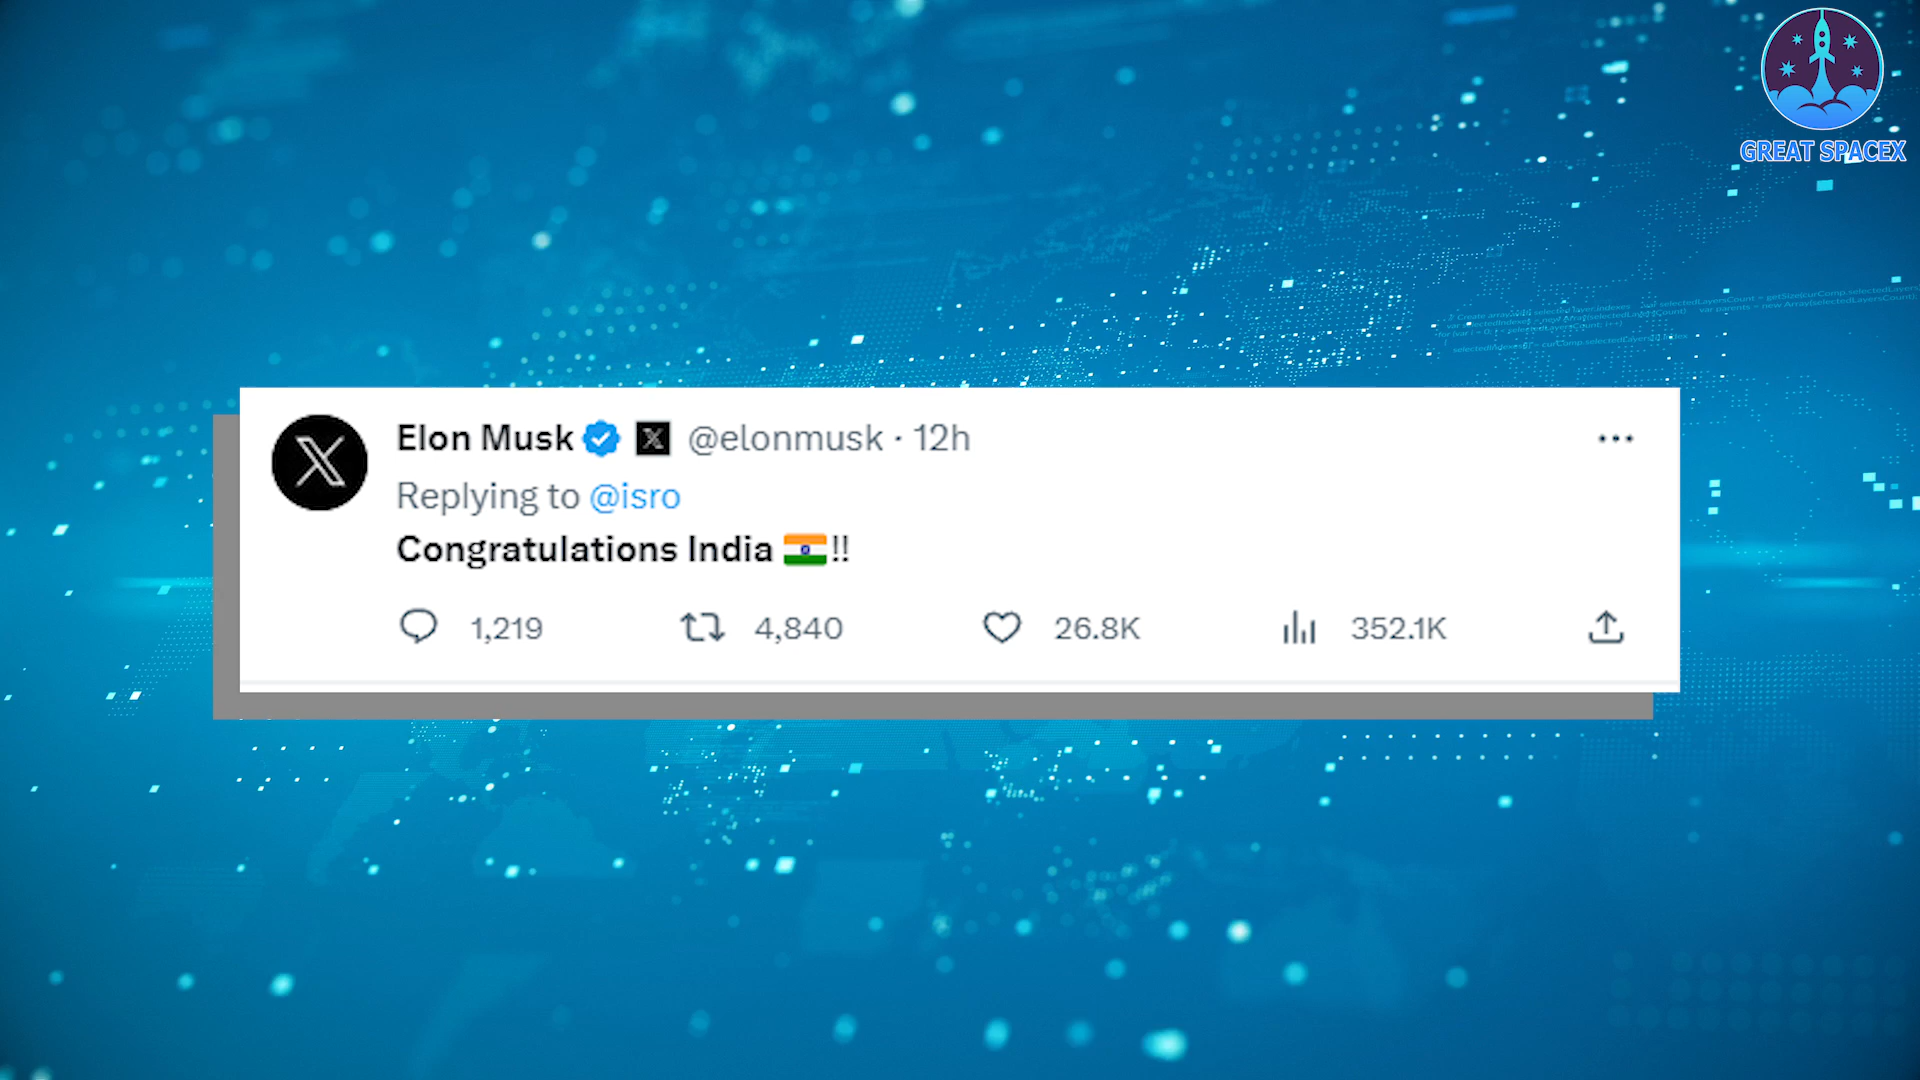 GREAT SPACEX
Elon Musk @elonmusk · 12h
Replying to @isro
Congratulations India 🇮🇳!!
1,219 4,840 26.8K 352.1K